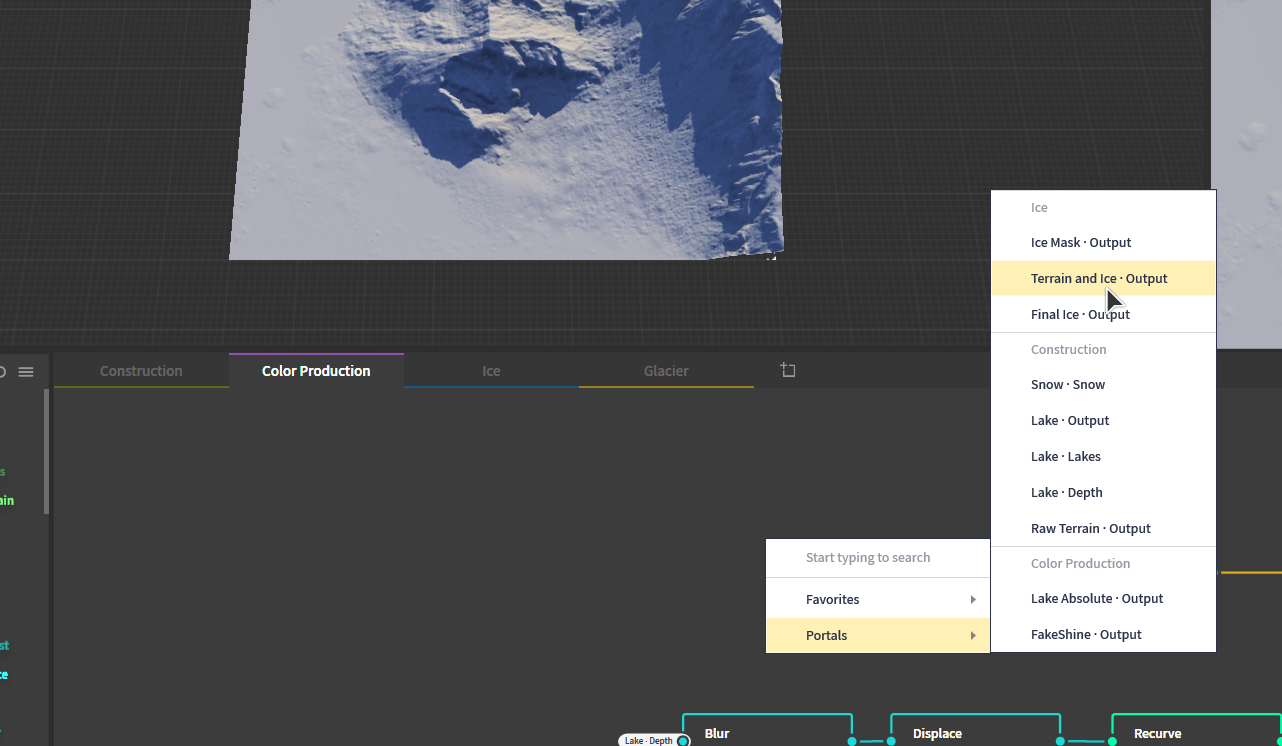 Ice
Ice Mask · Output
Terrain and Ice · Output
Final Ice · Output
Construction
Snow · Snow
Lake · Output
Lake · Lakes
Lake · Depth
Raw Terrain · Output
Color Production
Lake Absolute · Output
FakeShine · Output
Construction
Color Production
Ice
Glacier
s
ain
st
ce
Start typing to search
Favorites
Portals
Lake · Depth
Blur
Displace
Recurve